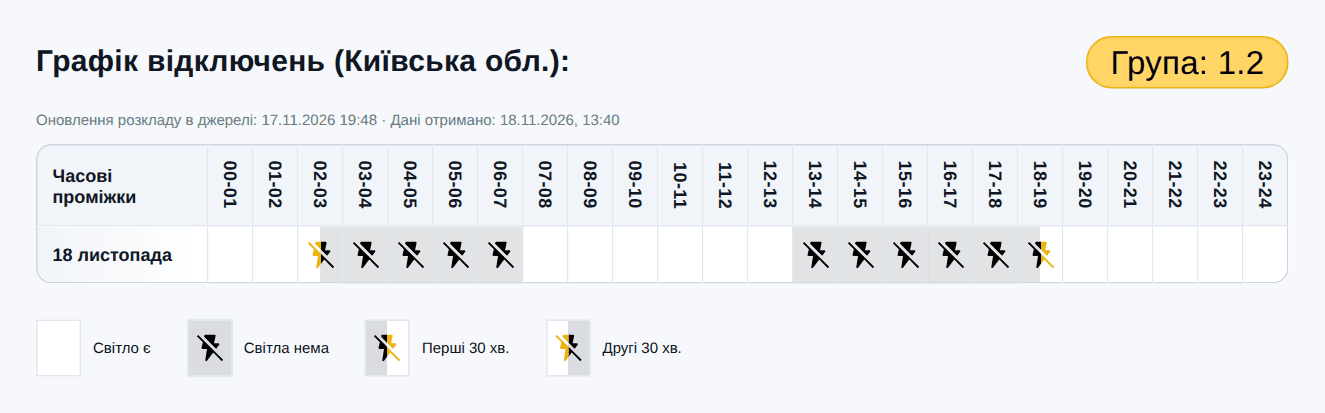 Графік відключень (Київська обл.):
Група: 1.2
Оновлення розкладу в джерелі: 17.11.2026 19:48 · Дані отримано: 18.11.2026, 13:40
Часові
проміжки
00-01
01-02
02-03
03-04
04-05
05-06
06-07
07-08
08-09
09-10
10-11
11-12
12-13
13-14
14-15
15-16
16-17
17-18
18-19
19-20
20-21
21-22
22-23
23-24
18 листопада
Світло є
Світла нема
Перші 30 хв.
Другі 30 хв.